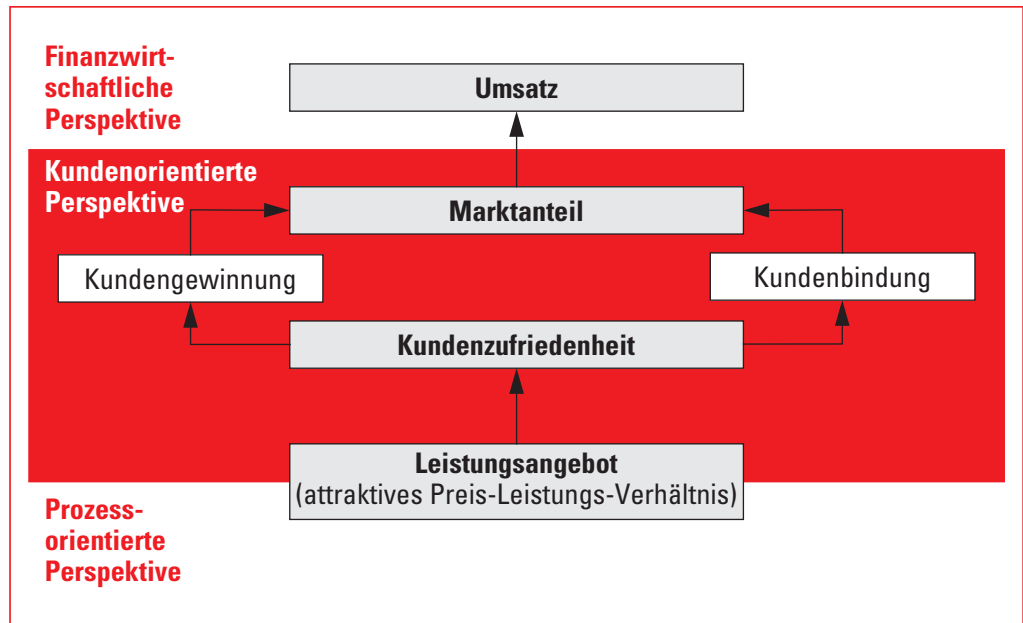 Finanzwirt-
schaftliche
Perspektive
Umsatz
Kundenorientierte
Perspektive
Marktanteil
Kundengewinnung
Kundenbindung
Kundenzufriedenheit
Leistungsangebot
(attraktives Preis-Leistungs-Verhältnis)
Prozess-
orientierte
Perspektive